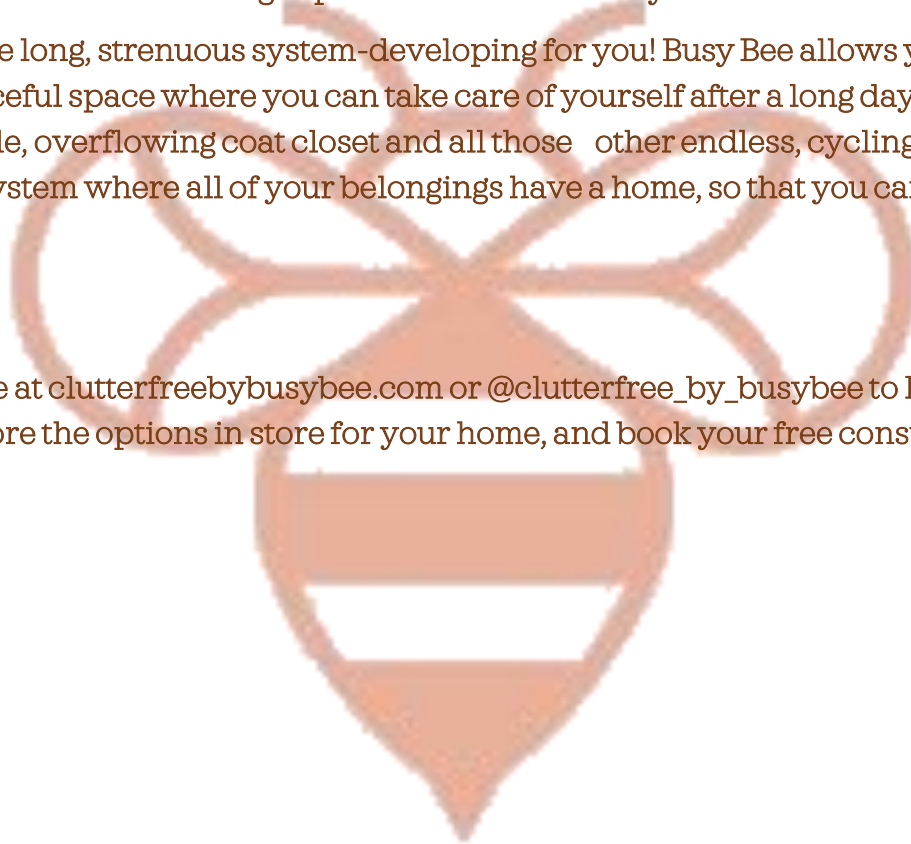 e long, strenuous system-developing for you! Busy Bee allows y
ceful space where you can take care of yourself after a long day
le, overflowing coat closet and all those other endless, cycling
ystem where all of your belongings have a home, so that you can
e at clutterfreebybusybee.com or @clutterfree_by_busybee to l
ore the options in store for your home, and book your free cons